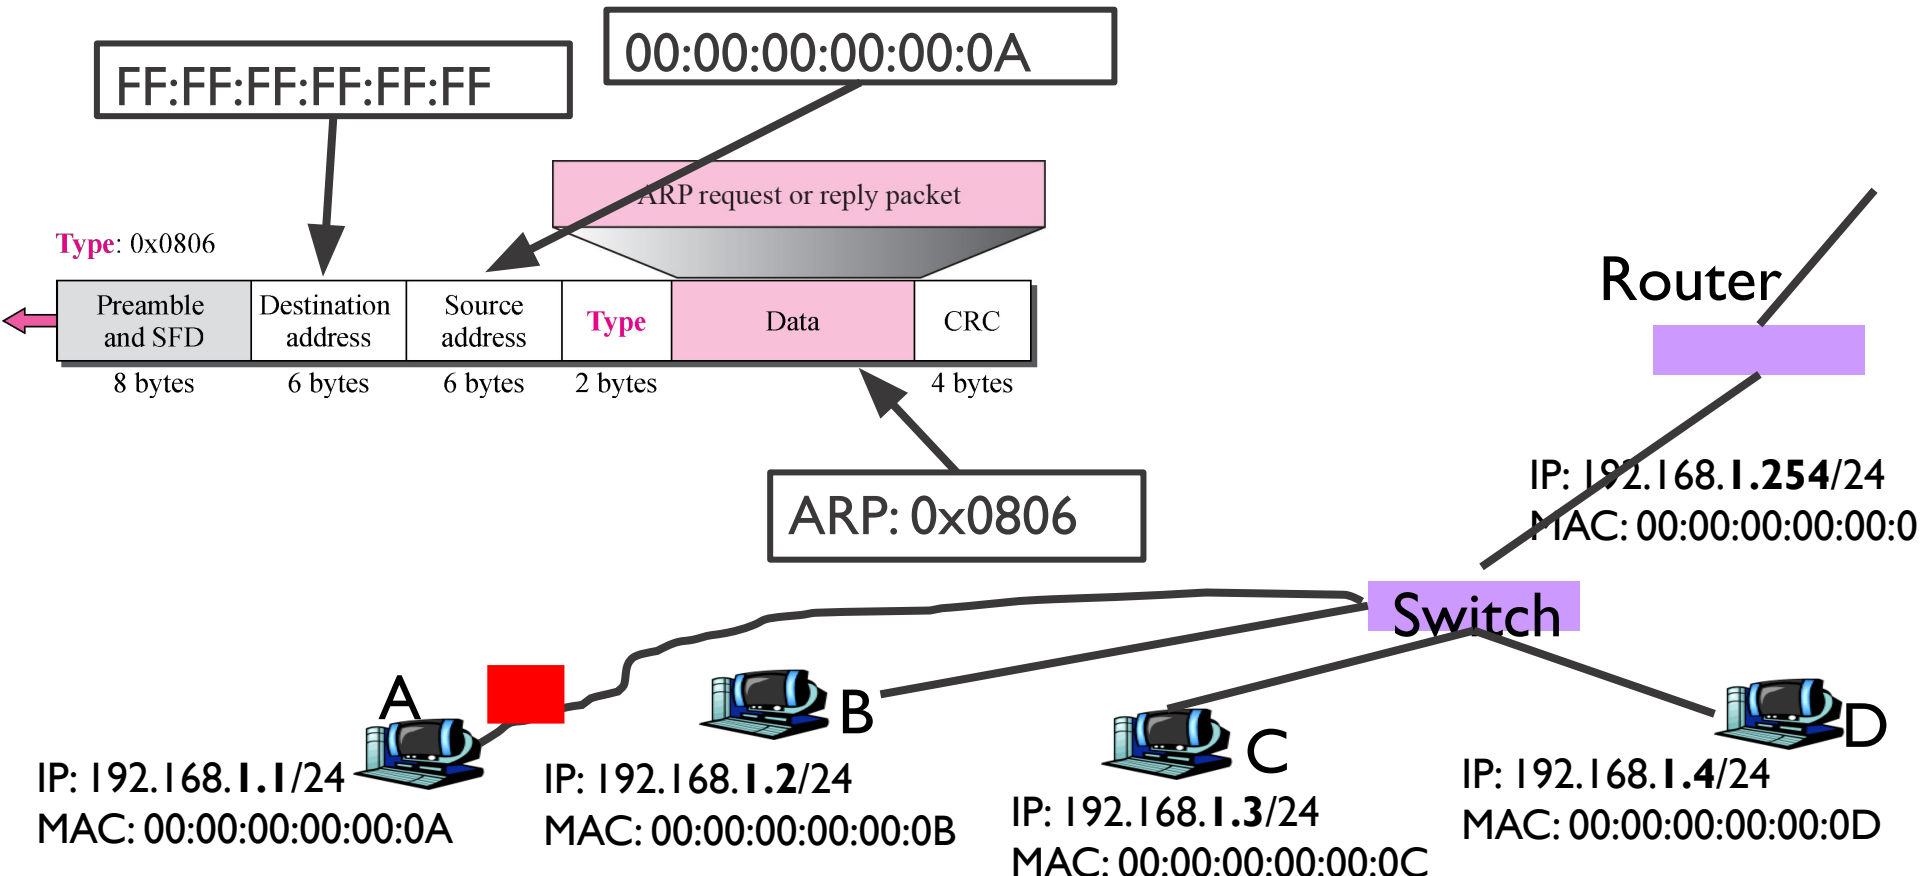 00:00:00:00:00:0A
FF:FF:FF:FF:FF:FF
ARP request or reply packet
Type: 0x0806
Preamble
and SFD
Destination
address
Source
address
Type
Data
CRC
8 bytes
6 bytes
6 bytes
2 bytes
4 bytes
ARP: 0x0806
Router
IP: 192.168.1.254/24
MAC: 00:00:00:00:00:0
Switch
A
IP: 192.168.1.1/24
MAC: 00:00:00:00:00:0A
B
IP: 192.168.1.2/24
MAC: 00:00:00:00:00:0B
C
IP: 192.168.1.3/24
MAC: 00:00:00:00:00:0C
D
IP: 192.168.1.4/24
MAC: 00:00:00:00:00:0D